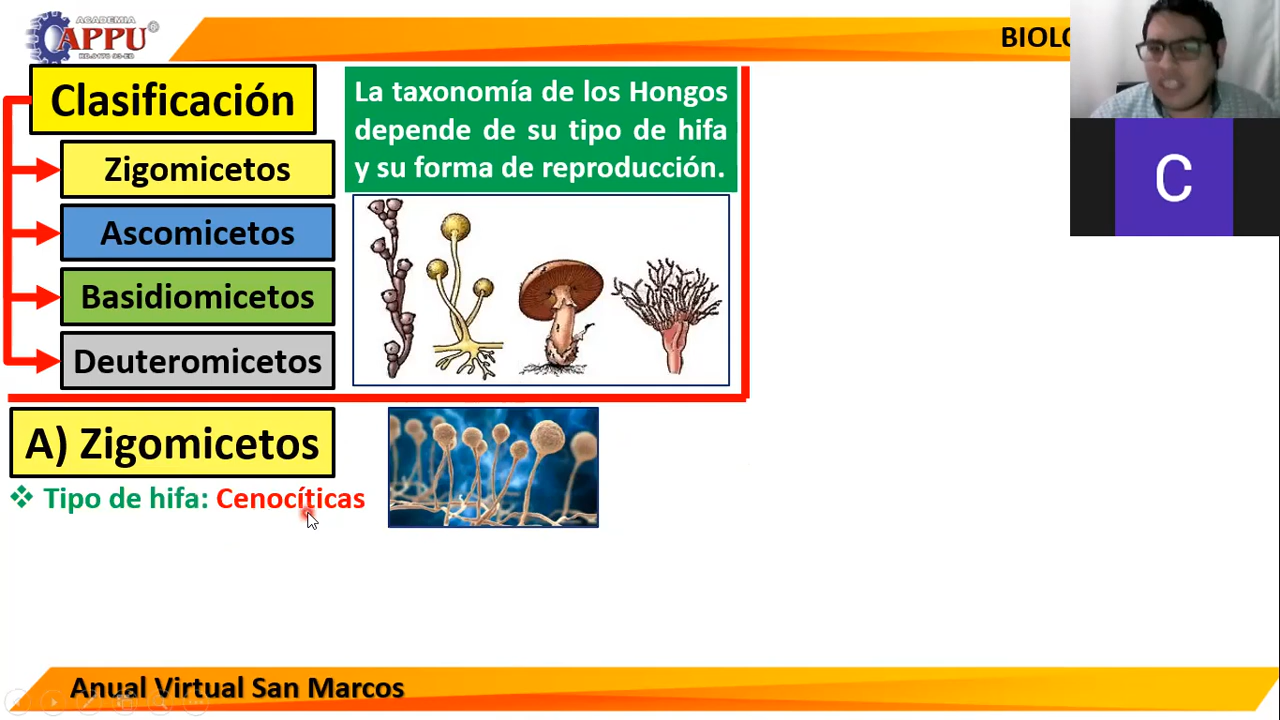 ACADEMIA
APPU
BIOLO
Clasificación
Zigomicetos
Ascomicetos
Basidiomicetos
Deuteromicetos
La taxonomía de los Hongos
depende de su tipo de hifa
y su forma de reproducción.
C
A) Zigomicetos
❖ Tipo de hifa: Cenocíticas
Anual Virtual San Marcos